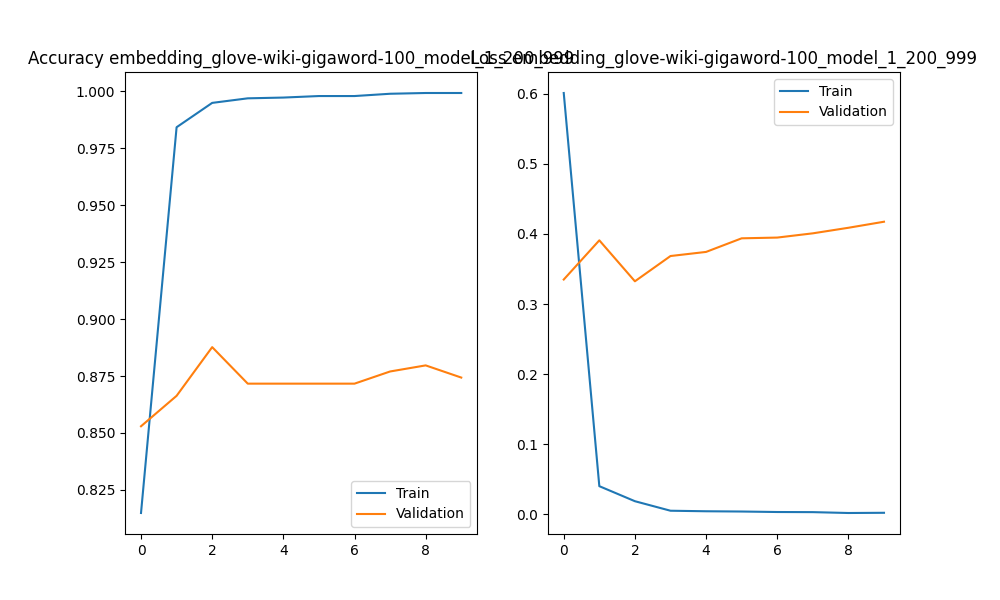 Accuracy embedding_glove-wiki-gigaword-100_model_1_200_999
Loss embedding_glove-wiki-gigaword-100_model_1_200_999
1.000
0.975
0.950
0.925
0.900
0.875
0.850
0.825
0 2 4 6 8
Train
Validation
0.6
0.5
0.4
0.3
0.2
0.1
0.0
0 2 4 6 8
Train
Validation